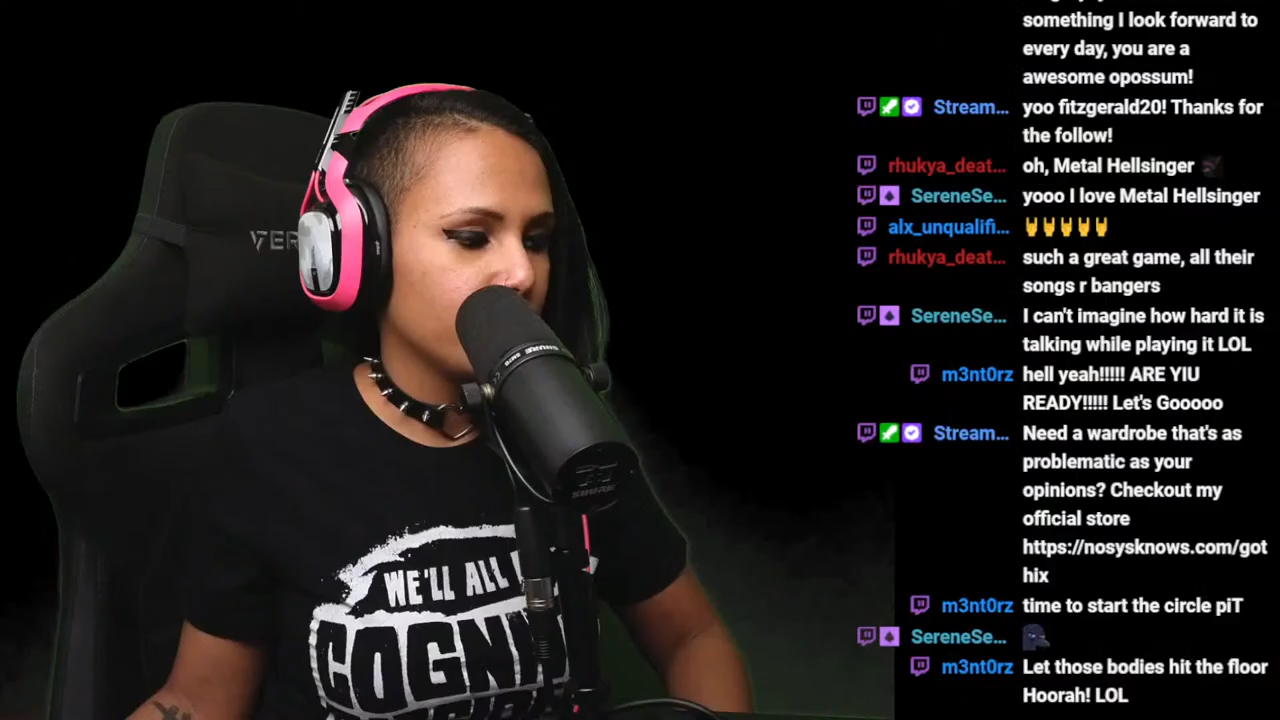 something I look forward to
every day, you are a
awesome opossum!
Stream... yoo fitzgerald20! Thanks for
the follow!
rhukya_deat... oh, Metal Hellsinger
SereneSe... yooo I love Metal Hellsinger
alx_unqualifi... 🤘🤘🤘🤘🤘
rhukya_deat... such a great game, all their
songs r bangers
SereneSe... I can't imagine how hard it is
talking while playing it LOL
m3nt0rz hell yeah!!!!! ARE YIU
READY!!!!! Let's Gooooo
Stream... Need a wardrobe that's as
problematic as your
opinions? Checkout my
official store
https://nosysknows.com/got
hix
m3nt0rz time to start the circle piT
SereneSe...
m3nt0rz Let those bodies hit the floor
Hoorah! LOL
VER
SHURE SM7B
SHURE
WE'LL ALL
COGN